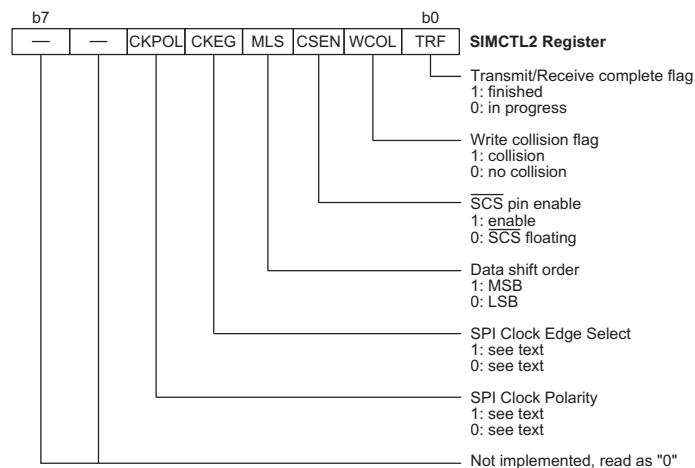 b7 b0
— — CKPOL CKEG MLS CSEN WCOL TRF SIMCTL2 Register
Transmit/Receive complete flag
1: finished
0: in progress
Write collision flag
1: collision
0: no collision
SCS pin enable
1: enable
0: SCS floating
Data shift order
1: MSB
0: LSB
SPI Clock Edge Select
1: see text
0: see text
SPI Clock Polarity
1: see text
0: see text
Not implemented, read as "0"